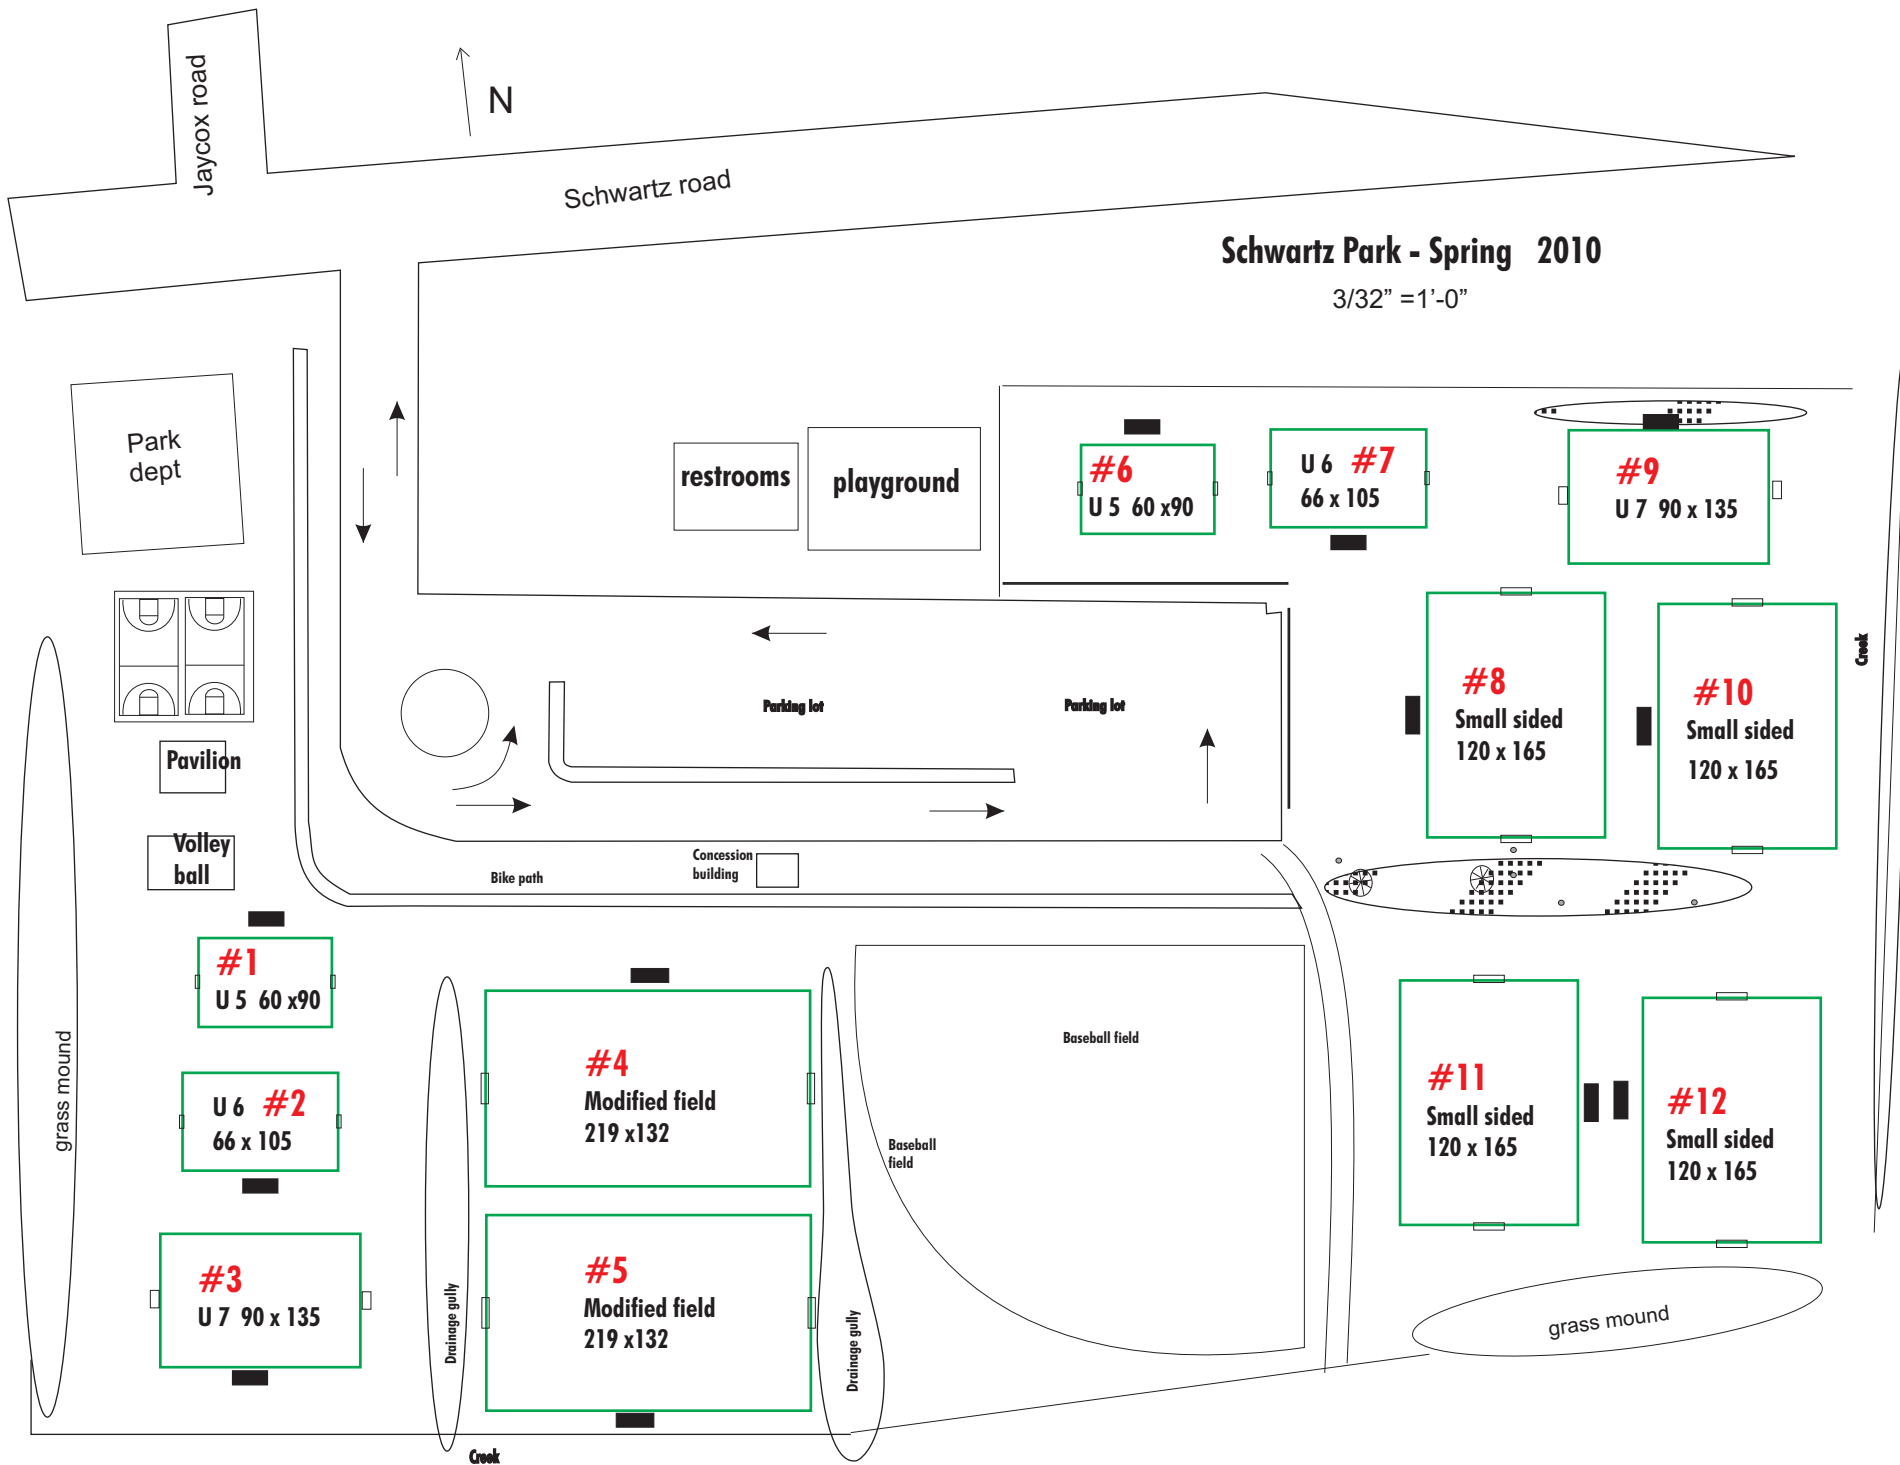 Jaycox road
N
Schwartz road
Schwartz Park - Spring 2010
3/32” =1’-0”
Park
dept
restrooms
playground
#6
U 5 60 x90
U 6 #7
66 x 105
#9
U 7 90 x 135
#8
Small sided
120 x 165
#10
Small sided
120 x 165
Creek
Parking lot
Parking lot
Pavilion
Volley
ball
Bike path
Concession
building
#1
U 5 60 x90
U 6 #2
66 x 105
#3
U 7 90 x 135
grass mound
#4
Modified field
219 x132
#5
Modified field
219 x132
Drainage gully
Drainage gully
Baseball field
Baseball
field
#11
Small sided
120 x 165
#12
Small sided
120 x 165
grass mound
Creek